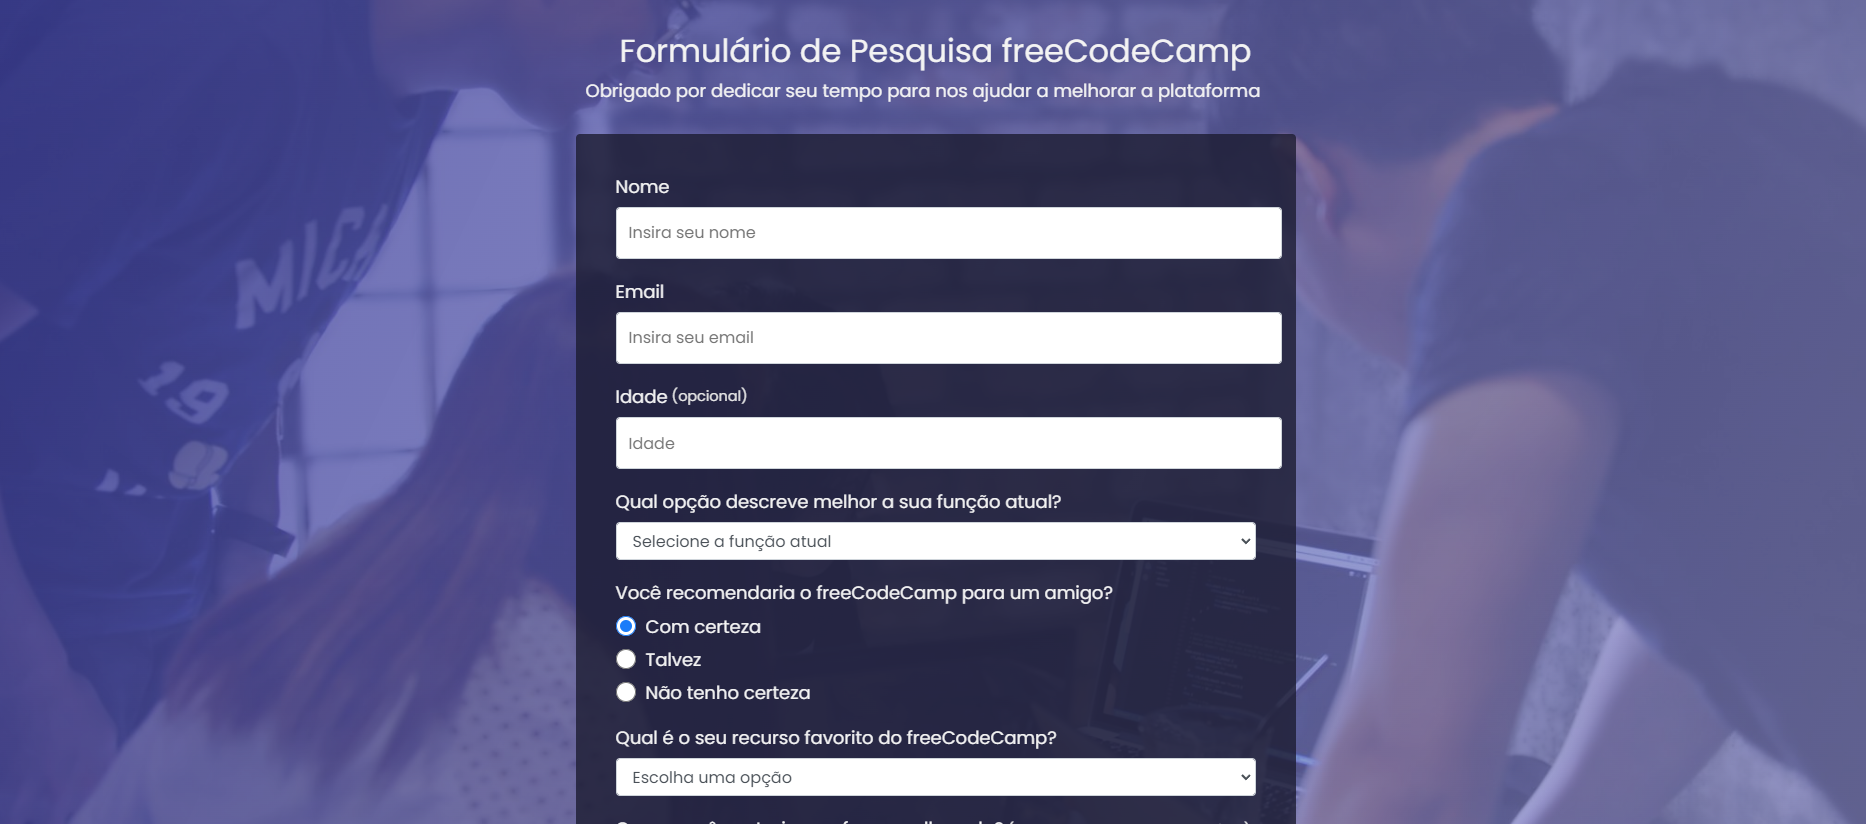 Formulário de Pesquisa freeCodeCamp
Obrigado por dedicar seu tempo para nos ajudar a melhorar a plataforma
MICH
19
Nome
Insira seu nome
Email
Insira seu email
Idade (opcional)
Idade
Qual opção descreve melhor a sua função atual?
Selecione a função atual
Você recomendaria o freeCodeCamp para um amigo?
Com certeza
Talvez
Não tenho certeza
Qual é o seu recurso favorito do freeCodeCamp?
Escolha uma opção